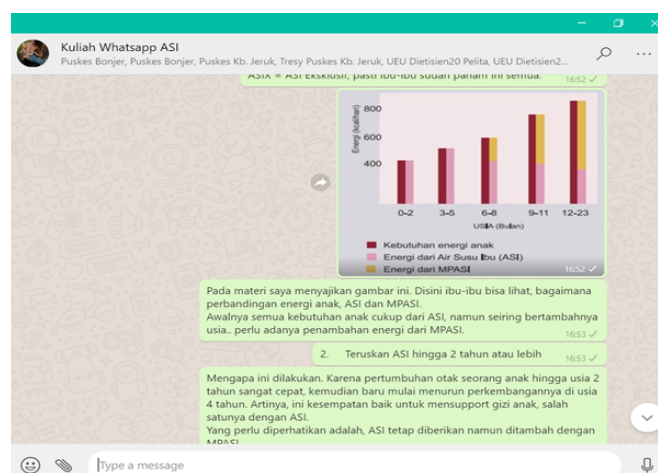 Kuliah Whatsapp ASI
Puskes Bonjer, Puskes Bonjer, Puskes Kb. Jeruk, Tresy Puskes Kb. Jeruk, UEU Dietisien20 Pelita, UEU Dietisien2...
ASIX = ASI Eksklusif, pasti ibu-ibu sudah paham ini semua.
16:52
Energi (kcal/hari)
800
600
400
0-2 3-5 6-8 9-11 12-23
USIA (Bulan)
Kebutuhan energi anak
Energi dari Air Susu Ibu (ASI)
Energi dari MPASI
16:52
Pada materi saya menyajikan gambar ini. Disini ibu-ibu bisa lihat, bagaimana
perbandingan energi anak, ASI dan MPASI.
Awalnya semua kebutuhan anak cukup dari ASI, namun seiring bertambahnya
usia.. perlu adanya penambahan energi dari MPASI.
16:53
2. Teruskan ASI hingga 2 tahun atau lebih
16:53
Mengapa ini dilakukan. Karena pertumbuhan otak seorang anak hingga usia 2
tahun sangat cepat, kemudian baru mulai menurun perkembangannya di usia
4 tahun. Artinya, ini kesempatan baik untuk mensupport gizi anak, salah
satunya dengan ASI.
Yang perlu diperhatikan adalah, ASI tetap diberikan namun ditambah dengan
MPASI
Type a message